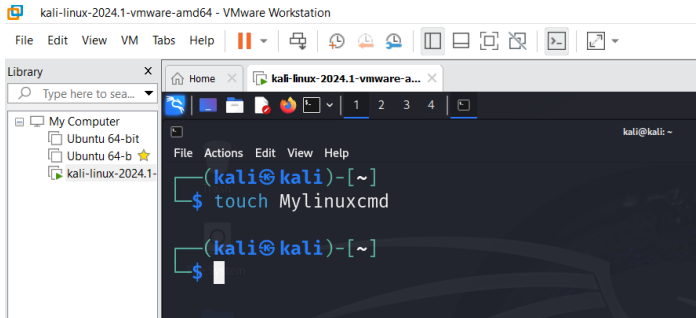 kali-linux-2024.1-vmware-amd64 - VMware Workstation
File Edit View VM Tabs Help
Library X
Type here to sea...
My Computer
Ubuntu 64-bit
Ubuntu 64-b
kali-linux-2024.1-
Home kali-linux-2024.1-vmware-a...
1 2 3 4
kali@kali: ~
File Actions Edit View Help
(kali㉿kali)-[~]
$ touch Mylinuxcmd
(kali㉿kali)-[~]
$